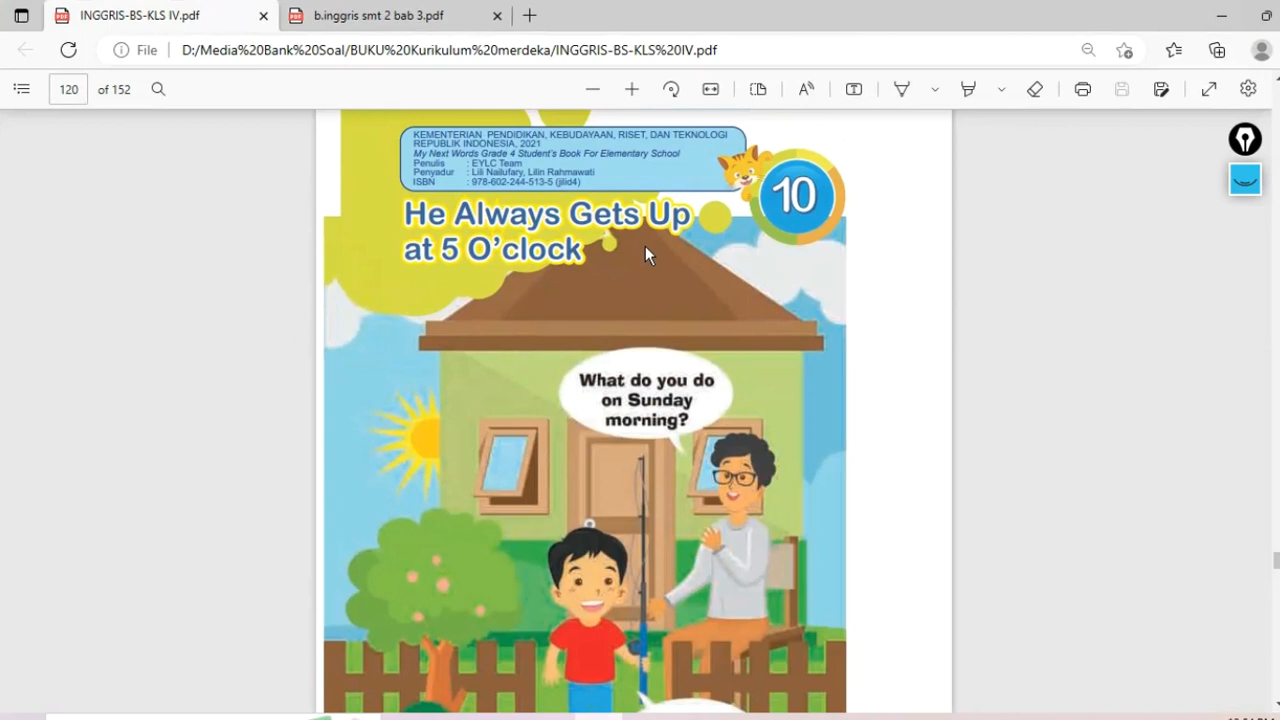 INGGRIS-BS-KLS IV.pdf
b.inggris smt 2 bab 3.pdf
File
D:/Media%20Bank%20Soal/BUKU%20Kurikulum%20merdeka/INGGRIS-BS-KLS%20IV.pdf
120 of 152
KEMENTERIAN PENDIDIKAN, KEBUDAYAAN, RISET, DAN TEKNOLOGI
REPUBLIK INDONESIA, 2021
My Next Words Grade 4 Student's Book For Elementary School
Penulis : EYLC Team
Penyadur : Lili Nailufary, Lilin Rahmawati
ISBN : 978-602-244-513-5 (jilid4)
10
He Always Gets Up
at 5 O'clock
What do you do
on Sunday
morning?